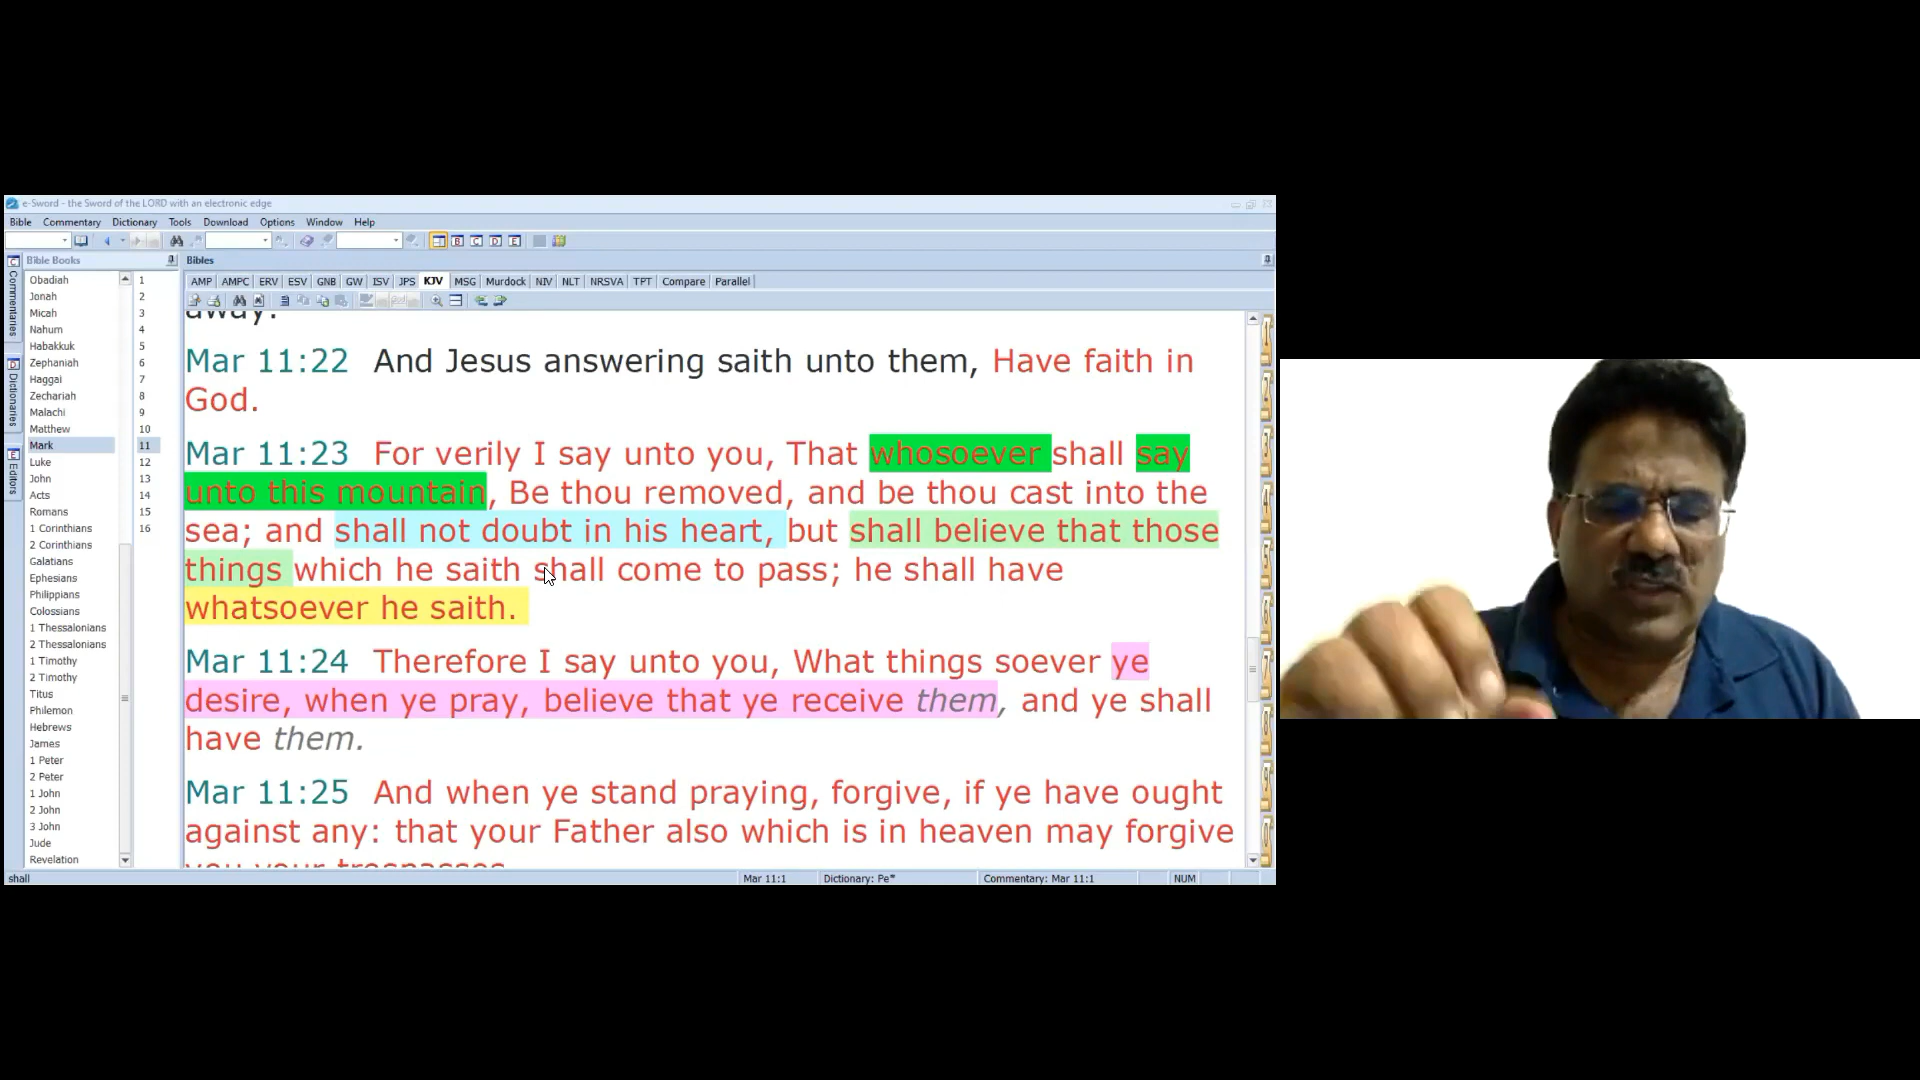 e-Sword - the Sword of the LORD with an electronic edge
Bible Commentary Dictionary Tools Download Options Window Help
B C D E
Bible Books
Bibles
Commentaries
Dictionaries
Editors
AMP AMPC ERV ESV GNB GW ISV JPS KJV MSG Murdock NIV NLT NRSVA TPT Compare Parallel
Obadiah
Jonah
Micah
Nahum
Habakkuk
Zephaniah
Haggai
Zechariah
Malachi
Matthew
Mark
Luke
John
Acts
Romans
1 Corinthians
2 Corinthians
Galatians
Ephesians
Philippians
Colossians
1 Thessalonians
2 Thessalonians
1 Timothy
2 Timothy
Titus
Philemon
Hebrews
James
1 Peter
2 Peter
1 John
2 John
3 John
Jude
Revelation
1
2
3
4
5
6
7
8
9
10
11
12
13
14
15
16
away.
Mar 11:22 And Jesus answering saith unto them, Have faith in
God.
Mar 11:23 For verily I say unto you, That whosoever shall say
unto this mountain, Be thou removed, and be thou cast into the
sea; and shall not doubt in his heart, but shall believe that those
things which he saith shall come to pass; he shall have
whatsoever he saith.
Mar 11:24 Therefore I say unto you, What things soever ye
desire, when ye pray, believe that ye receive them, and ye shall
have them.
Mar 11:25 And when ye stand praying, forgive, if ye have ought
against any: that your Father also which is in heaven may forgive
you your trespasses.
shall
Mar 11:1
Dictionary: Pe*
Commentary: Mar 11:1
NUM